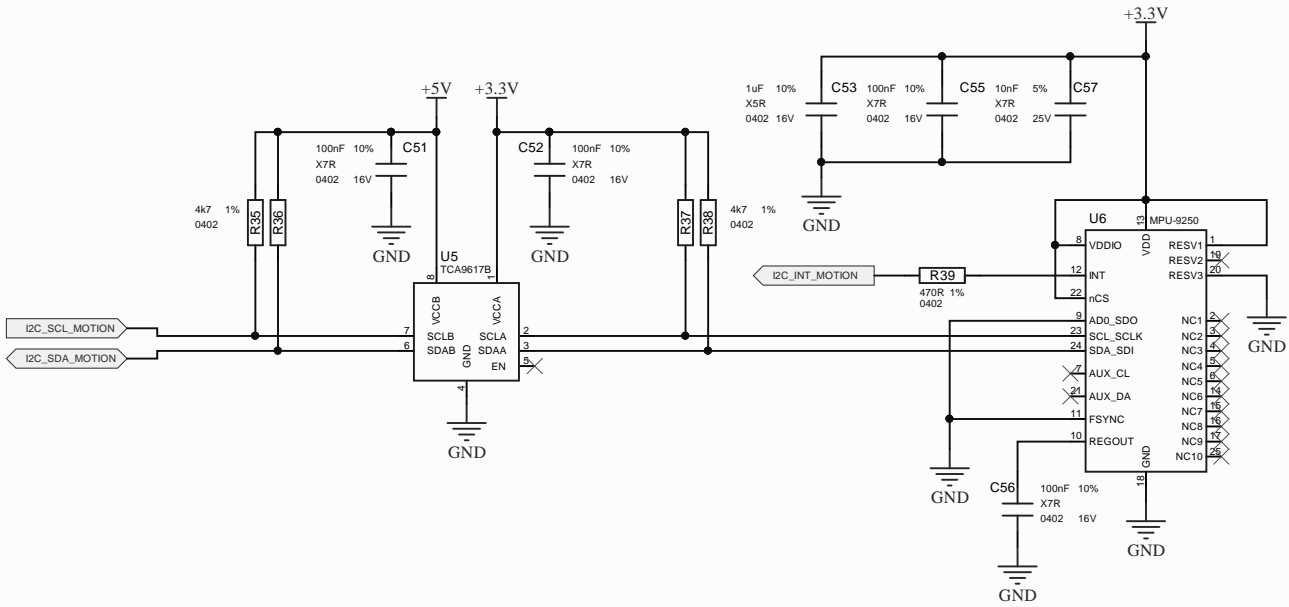 +3.3V
1uF 10%
X5R
0402 16V
C53
100nF 10%
X7R
0402 16V
C55
10nF 5%
X7R
0402 25V
C57
GND
+5V
+3.3V
100nF 10%
X7R
0402 16V
C51
GND
C52
100nF 10%
X7R
0402 16V
GND
4k7 1%
0402
R35
R36
R37
R38
4k7 1%
0402
U5
TCA9617B
8
VCCB
1
VCCA
7
SCLB
6
SDAB
GND
4
SCLA
2
SDAA
3
EN
5
GND
I2C_SCL_MOTION
I2C_SDA_MOTION
I2C_INT_MOTION
R39
470R 1%
0402
U6
MPU-9250
13
VDD
8
VDDIO
12
INT
22
nCS
9
AD0_SDO
23
SCL_SCLK
24
SDA_SDI
7
AUX_CL
21
AUX_DA
11
FSYNC
10
REGOUT
GND
18
RESV1
1
RESV2
19
RESV3
20
NC1
2
NC2
3
NC3
4
NC4
5
NC5
6
NC6
14
NC7
15
NC8
16
NC9
17
NC10
25
GND
GND
C56
100nF 10%
X7R
0402 16V
GND
GND